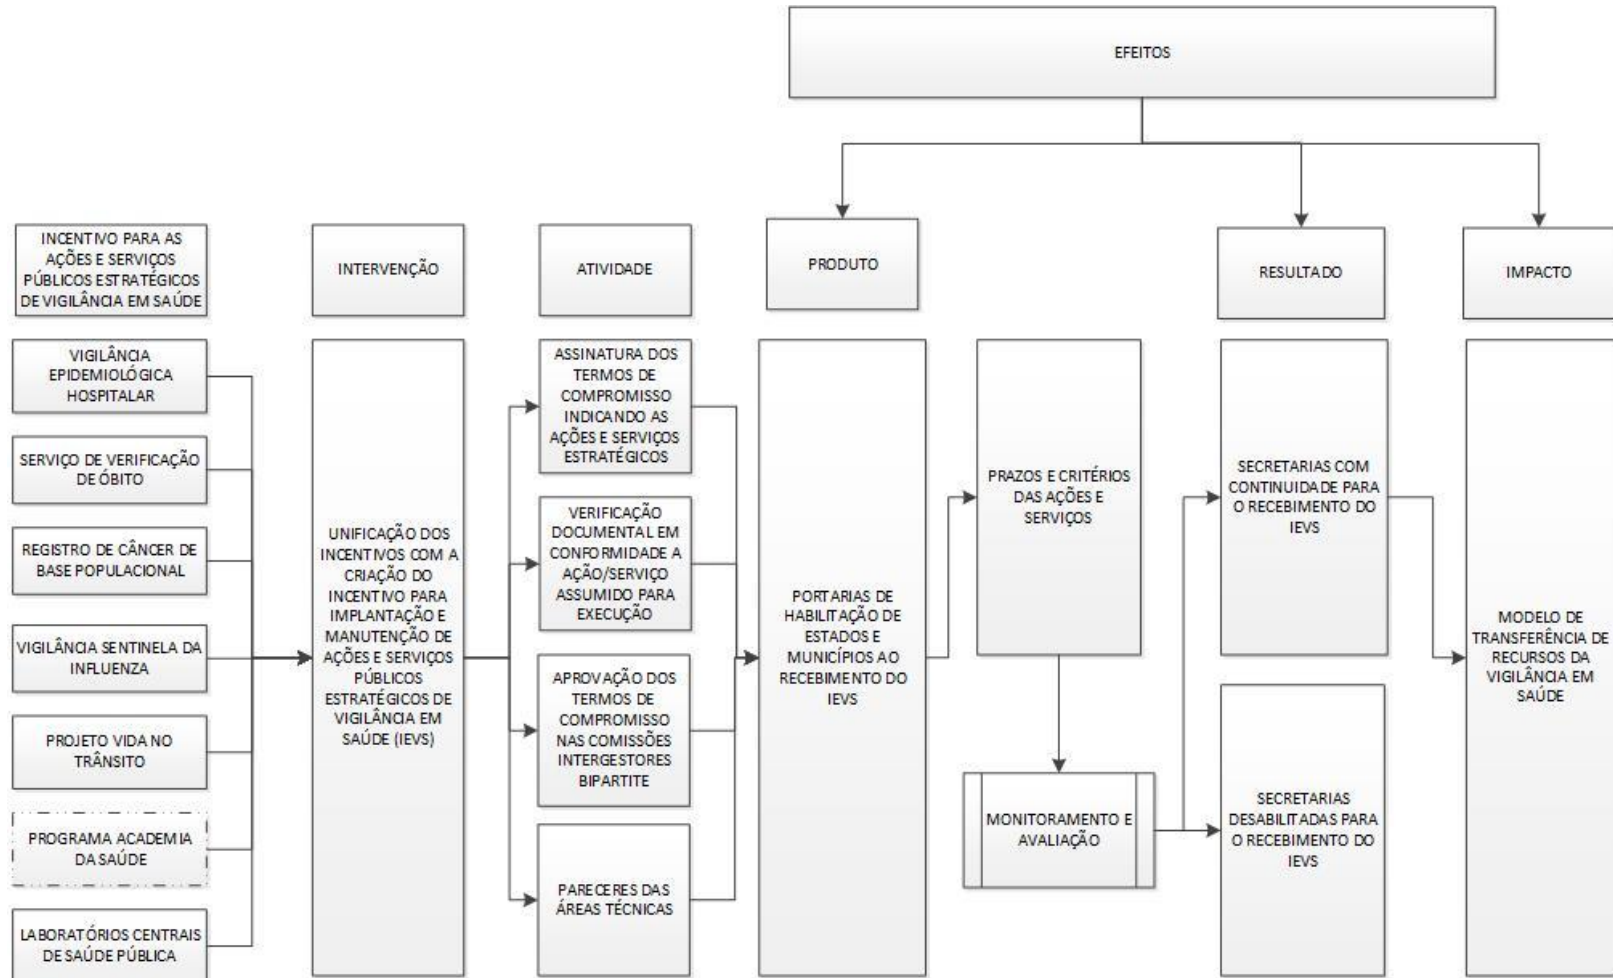 EFEITOS
INCENTIVO PARA AS
AÇÕES E SERVIÇOS
PÚBLICOS ESTRATÉGICOS
DE VIGILÂNCIA EM SAÚDE
INTERVENÇÃO
ATIVIDADE
PRODUTO
RESULTADO
IMPACTO
VIGILÂNCIA
EPIDEMIOLÓGICA
HOSPITALAR
SERVIÇO DE VERIFICAÇÃO
DE ÓBITO
REGISTRO DE CÂNCER DE
BASE POPULACIONAL
VIGILÂNCIA SENTINELA DA
INFLUENZA
PROJETO VIDA NO
TRÂNSITO
PROGRAMA ACADEMIA
DA SAÚDE
LABORATÓRIOS CENTRAIS
DE SAÚDE PÚBLICA
UNIFICAÇÃO DOS
INCENTIVOS COM A
CRIAÇÃO DO
INCENTIVO PARA
IMPLANTAÇÃO E
MANUTENÇÃO DE
AÇÕES E SERVIÇOS
PÚBLICOS
ESTRATÉGICOS DE
VIGILÂNCIA EM
SAÚDE (IEVS)
ASSINATURA DOS
TERMOS DE
COMPROMISSO
INDICANDO AS
AÇÕES E SERVIÇOS
ESTRATÉGICOS
VERIFICAÇÃO
DOCUMENTAL EM
CONFORMIDADE A
AÇÃO/SERVIÇO
ASSUMIDO PARA
EXECUÇÃO
APROVAÇÃO DOS
TERMOS DE
COMPROMISSO
NAS COMISSÕES
INTERGESTORES
BIPARTITE
PARECERES DAS
ÁREAS TÉCNICAS
PORTARIAS DE
HABILITAÇÃO DE
ESTADOS E
MUNICÍPIOS AO
RECEBIMENTO DO
IEVS
PRAZOS E CRITÉRIOS
DAS AÇÕES E
SERVIÇOS
MONITORAMENTO E
AVALIAÇÃO
SECRETARIAS COM
CONTINUIDADE PARA
O RECEBIMENTO DO
IEVS
SECRETARIAS
DESABILITADAS PARA
O RECEBIMENTO DO
IEVS
MODELO DE
TRANSFERÊNCIA DE
RECURSOS DA
VIGILÂNCIA EM
SAÚDE